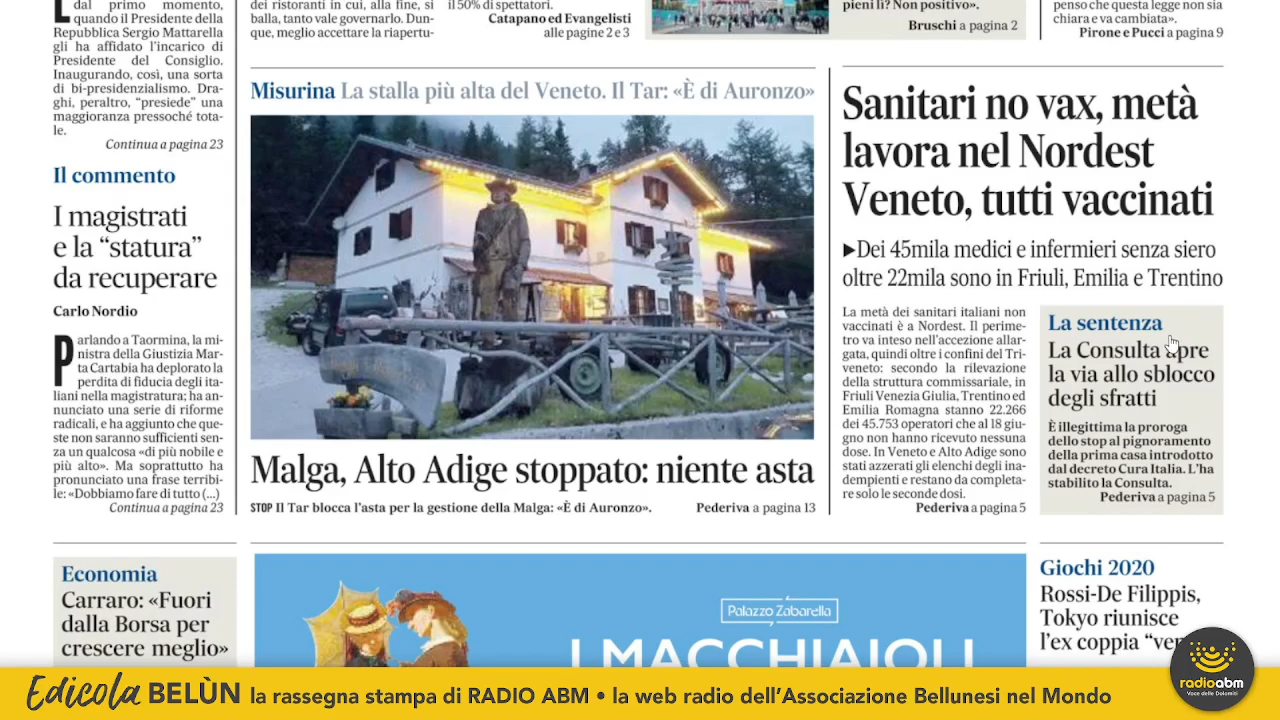 dal primo momento,
quando il Presidente della
Repubblica Sergio Mattarella
gli ha affidato l'incarico di
Presidente del Consiglio.
Inaugurando, così, una sorta
di bi-presidenzialismo. Dra-
ghi, peraltro, "presiede" una
maggioranza pressoché tota-
le.
Continua a pagina 23
Il commento
I magistrati
e la "statura"
da recuperare
Carlo Nordio
Parlando a Taormina, la mi-
nistra della Giustizia Mar-
ta Cartabia ha deplorato la
perdita di fiducia degli ita-
liani nella magistratura; ha an-
nunciato una serie di riforme
radicali, e ha aggiunto che que-
ste non saranno sufficienti sen-
za un qualcosa «di più nobile e
più alto». Ma soprattutto ha
pronunciato una frase terribi-
le: «Dobbiamo fare di tutto (...)
Continua a pagina 23
Economia
Carraro: «Fuori
dalla Borsa per
crescere meglio»
dei ristoranti in cui, alla fine, si
balla, tanto vale governarlo. Dun-
que, meglio accettare la riapertu-
il 50% di spettatori.
Catapano ed Evangelisti
alle pagine 2 e 3
pieni lì? Non positivo».
Bruschi a pagina 2
penso che questa legge non sia
chiara e va cambiata».
Pirone e Pucci a pagina 9
Misurina La stalla più alta del Veneto. Il Tar: «È di Auronzo»
Malga, Alto Adige stoppato: niente asta
STOP Il Tar blocca l'asta per la gestione della Malga: «È di Auronzo». Pederiva a pagina 13
Sanitari no vax, metà
lavora nel Nordest
Veneto, tutti vaccinati
▶Dei 45mila medici e infermieri senza siero
oltre 22mila sono in Friuli, Emilia e Trentino
La metà dei sanitari italiani non
vaccinati è a Nordest. Il perime-
tro va inteso nell'accezione allar-
gata, quindi oltre i confini del Tri-
veneto: secondo la rilevazione
della struttura commissariale, in
Friuli Venezia Giulia, Trentino ed
Emilia Romagna stanno 22.266
dei 45.753 operatori che al 18 giu-
gno non hanno ricevuto nessuna
dose. In Veneto e Alto Adige sono
stati azzerati gli elenchi degli ina-
dempienti e restano da completa-
re solo le seconde dosi.
Pederiva a pagina 5
La sentenza
La Consulta apre
la via allo sblocco
degli sfratti
È illegittima la proroga
dello stop al pignoramento
della prima casa introdotto
dal decreto Cura Italia. L'ha
stabilito la Consulta.
Pederiva a pagina 5
Palazzo Zabarella
I MACCHIAIOLI
Giochi 2020
Rossi-De Filippis,
Tokyo riunisce
l'ex coppia
Edicola BELÙN la rassegna stampa di RADIO ABM • la web radio dell'Associazione Bellunesi nel Mondo
radioabm
Voce delle Dolomiti